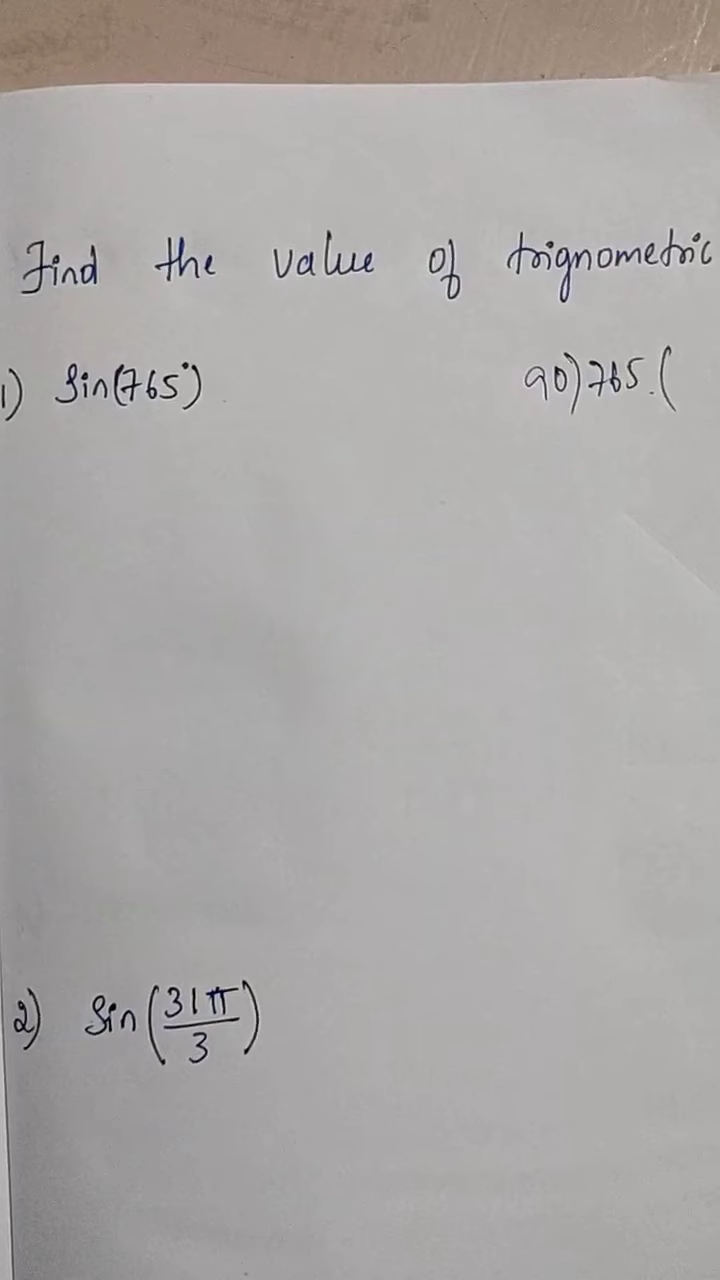 Find the value of trignometric
1) Sin(765°) 90)765.(
2) Sin(31π/3)